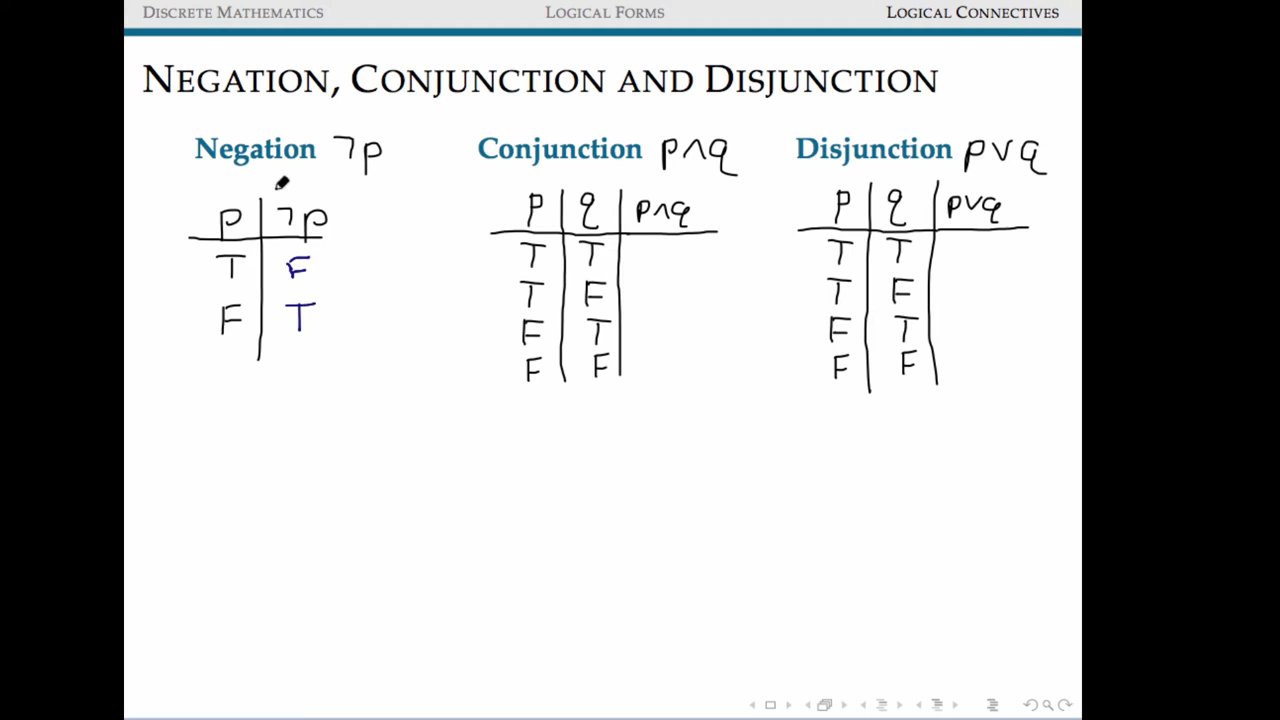 DISCRETE MATHEMATICS LOGICAL FORMS LOGICAL CONNECTIVES
NEGATION, CONJUNCTION AND DISJUNCTION
Negation ¬p
p ¬p
T F
F T
Conjunction p∧q
p q p∧q
T T
T F
F T
F F
Disjunction p∨q
p q p∨q
T T
T F
F T
F F